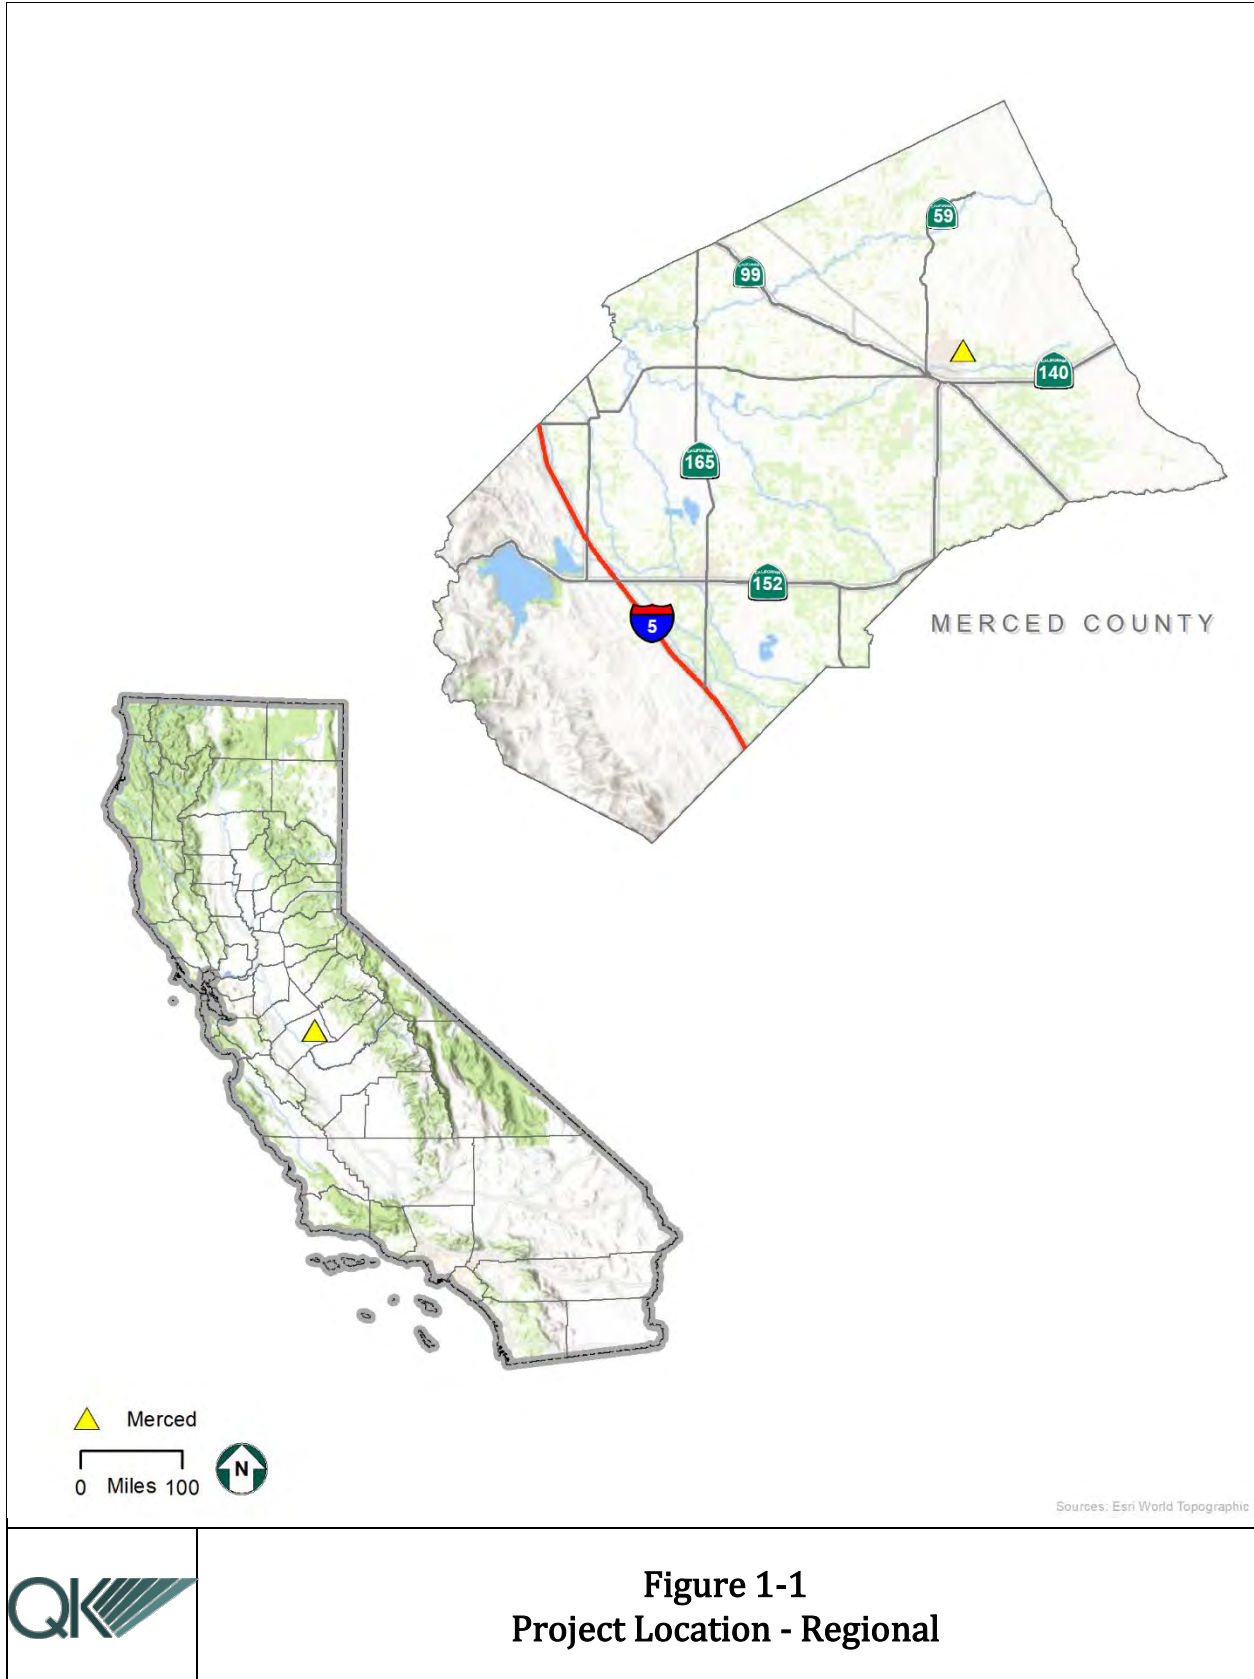 59
99
140
165
152
5
MERCED COUNTY
Merced
0 Miles 100
N
Sources: Esri World Topographic
QK
Figure 1-1
Project Location - Regional